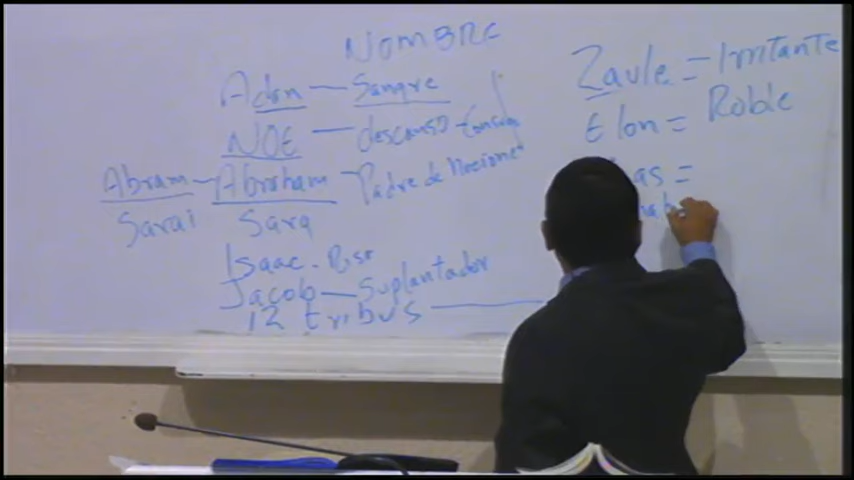 NOMBRE
Adan — Sangre
NOE — descanso -
Abram - Abraham - Padre de Naciones
Sarai Sara
Isaac - Risa
Jacob — Suplantador
12 tribus
Zaule = Imitante
Elon = Roble
as =